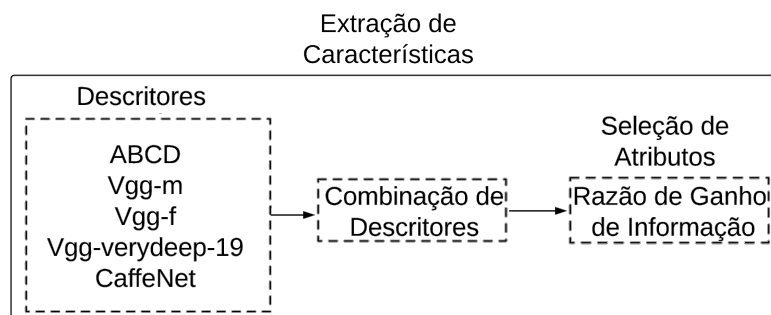 Extração de
Características
Descritores
ABCD
Vgg-m
Vgg-f
Vgg-verydeep-19
CaffeNet
Combinação de
Descritores
Seleção de
Atributos
Razão de Ganho
de Informação